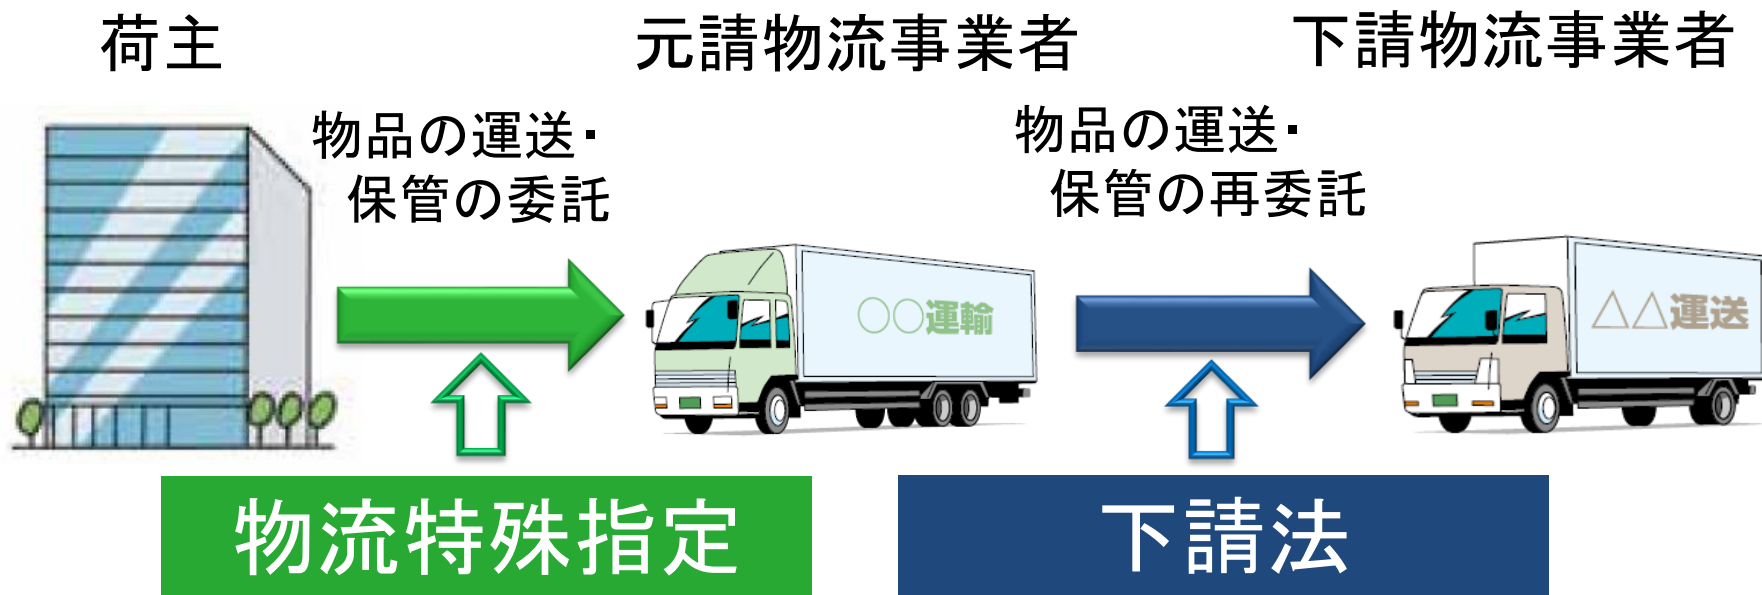 荷主
元請物流事業者
下請物流事業者
物品の運送・
保管の委託
物品の運送・
保管の再委託
○○運輸
△△運送
物流特殊指定
下請法